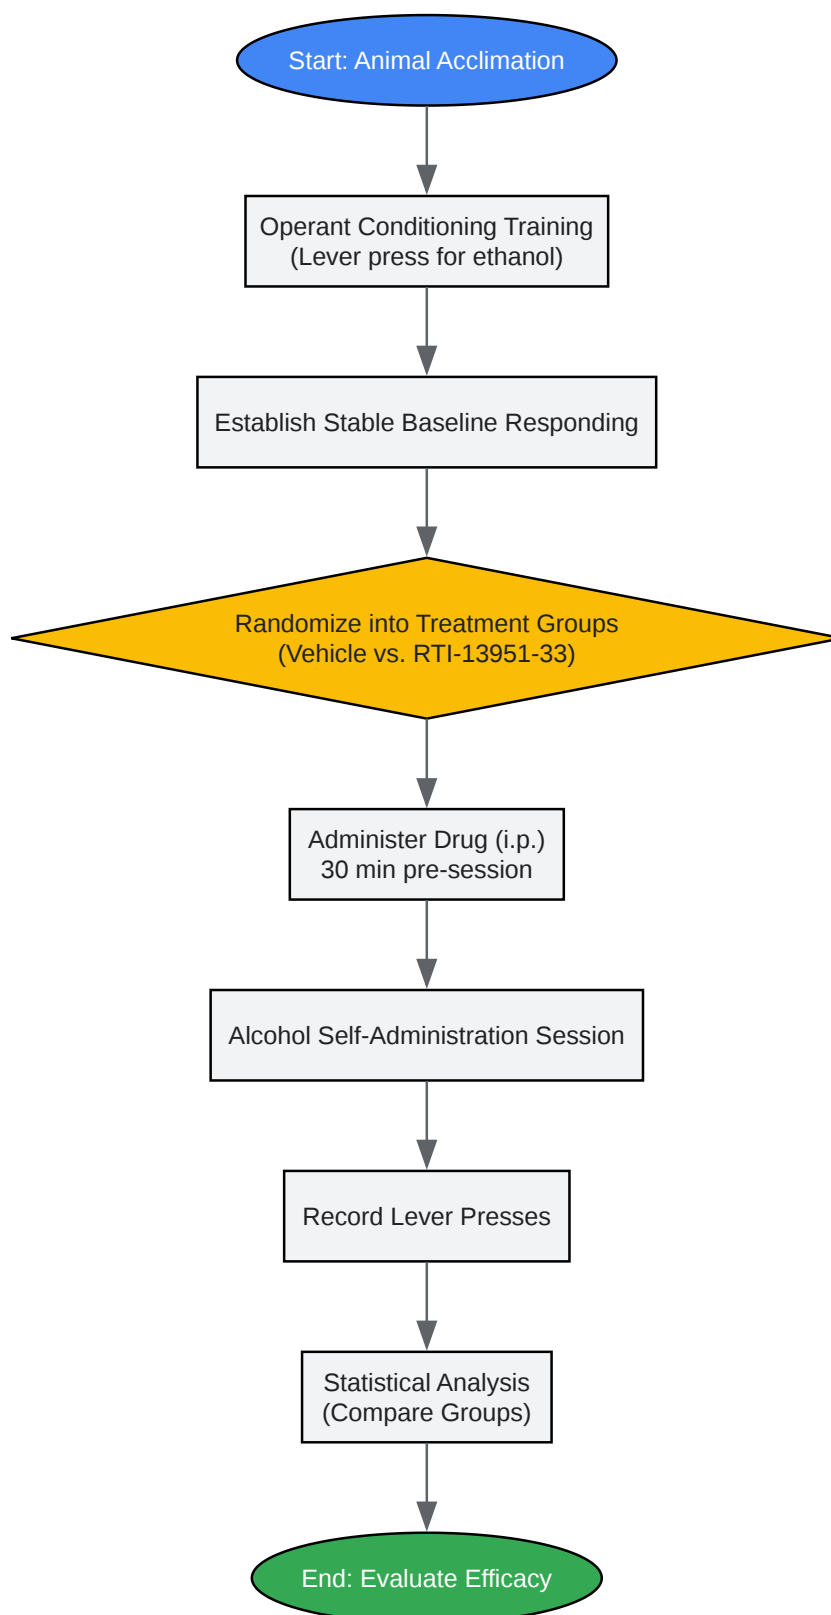 Start: Animal Acclimation
Operant Conditioning Training
(Lever press for ethanol)
Establish Stable Baseline Responding
Randomize into Treatment Groups
(Vehicle vs. RTI-13951-33)
Administer Drug (i.p.)
30 min pre-session
Alcohol Self-Administration Session
Record Lever Presses
Statistical Analysis
(Compare Groups)
End: Evaluate Efficacy